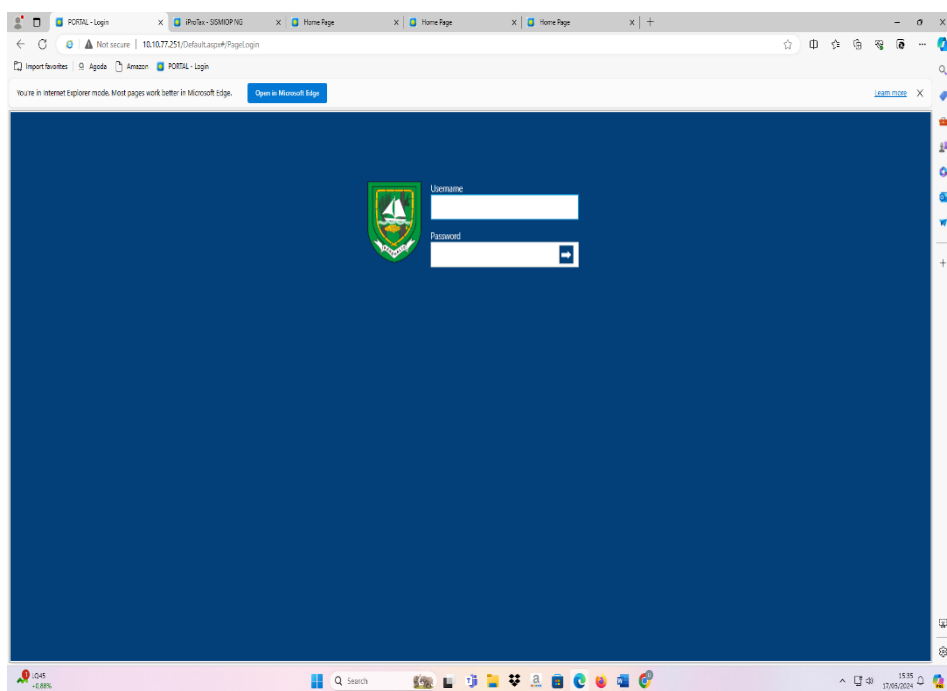 PORTAL - Login
iProTax - SISMIOP NG
Home Page
Home Page
Home Page
Not secure | 10.10.77.251/Default.aspx#/PageLogin
Import favorites
Agoda
Amazon
PORTAL - Login
You're in Internet Explorer mode. Most pages work better in Microsoft Edge.
Open in Microsoft Edge
Learn more
Username
Password
LQ45
+0.88%
Search
15:35
17/05/2024